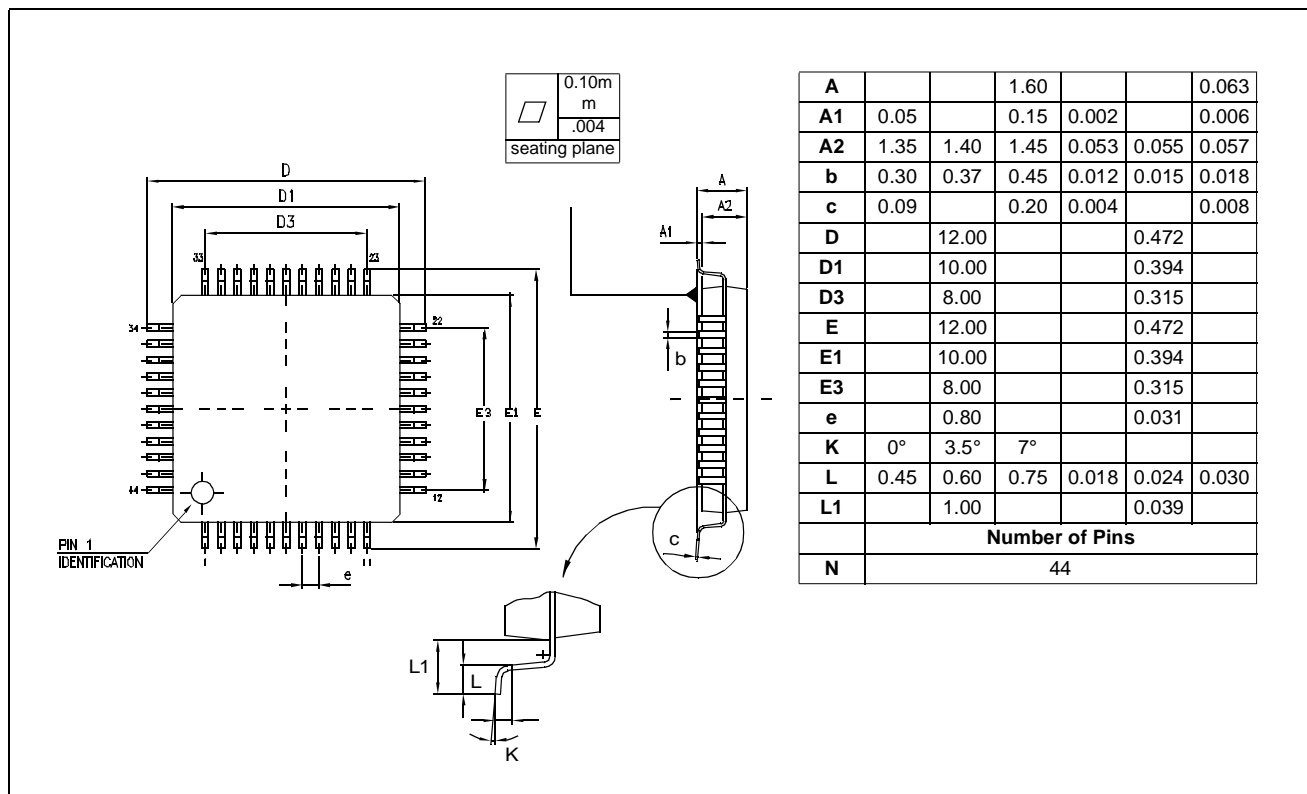 0.10m
m
.004
seating plane
D
D1
D3
33
23
34
22
44
12
E3
E1
E
PIN 1
IDENTIFICATION
1
11
e
A
A2
A1
b
c
L1
L
K
A 1.60 0.063
A1 0.05 0.15 0.002 0.006
A2 1.35 1.40 1.45 0.053 0.055 0.057
b 0.30 0.37 0.45 0.012 0.015 0.018
c 0.09 0.20 0.004 0.008
D 12.00 0.472
D1 10.00 0.394
D3 8.00 0.315
E 12.00 0.472
E1 10.00 0.394
E3 8.00 0.315
e 0.80 0.031
K 0° 3.5° 7°
L 0.45 0.60 0.75 0.018 0.024 0.030
L1 1.00 0.039
Number of Pins
N 44